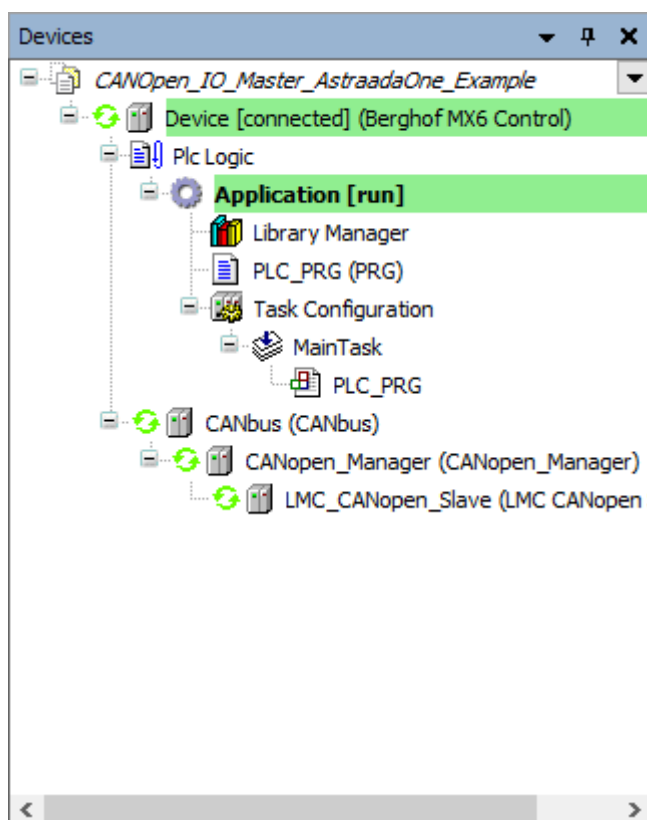 Devices
CANOpen_IO_Master_AstraadaOne_Example
Device [connected] (Berghof MX6 Control)
Plc Logic
Application [run]
Library Manager
PLC_PRG (PRG)
Task Configuration
MainTask
PLC_PRG
CANbus (CANbus)
CANopen_Manager (CANopen_Manager)
LMC_CANopen_Slave (LMC CANopen